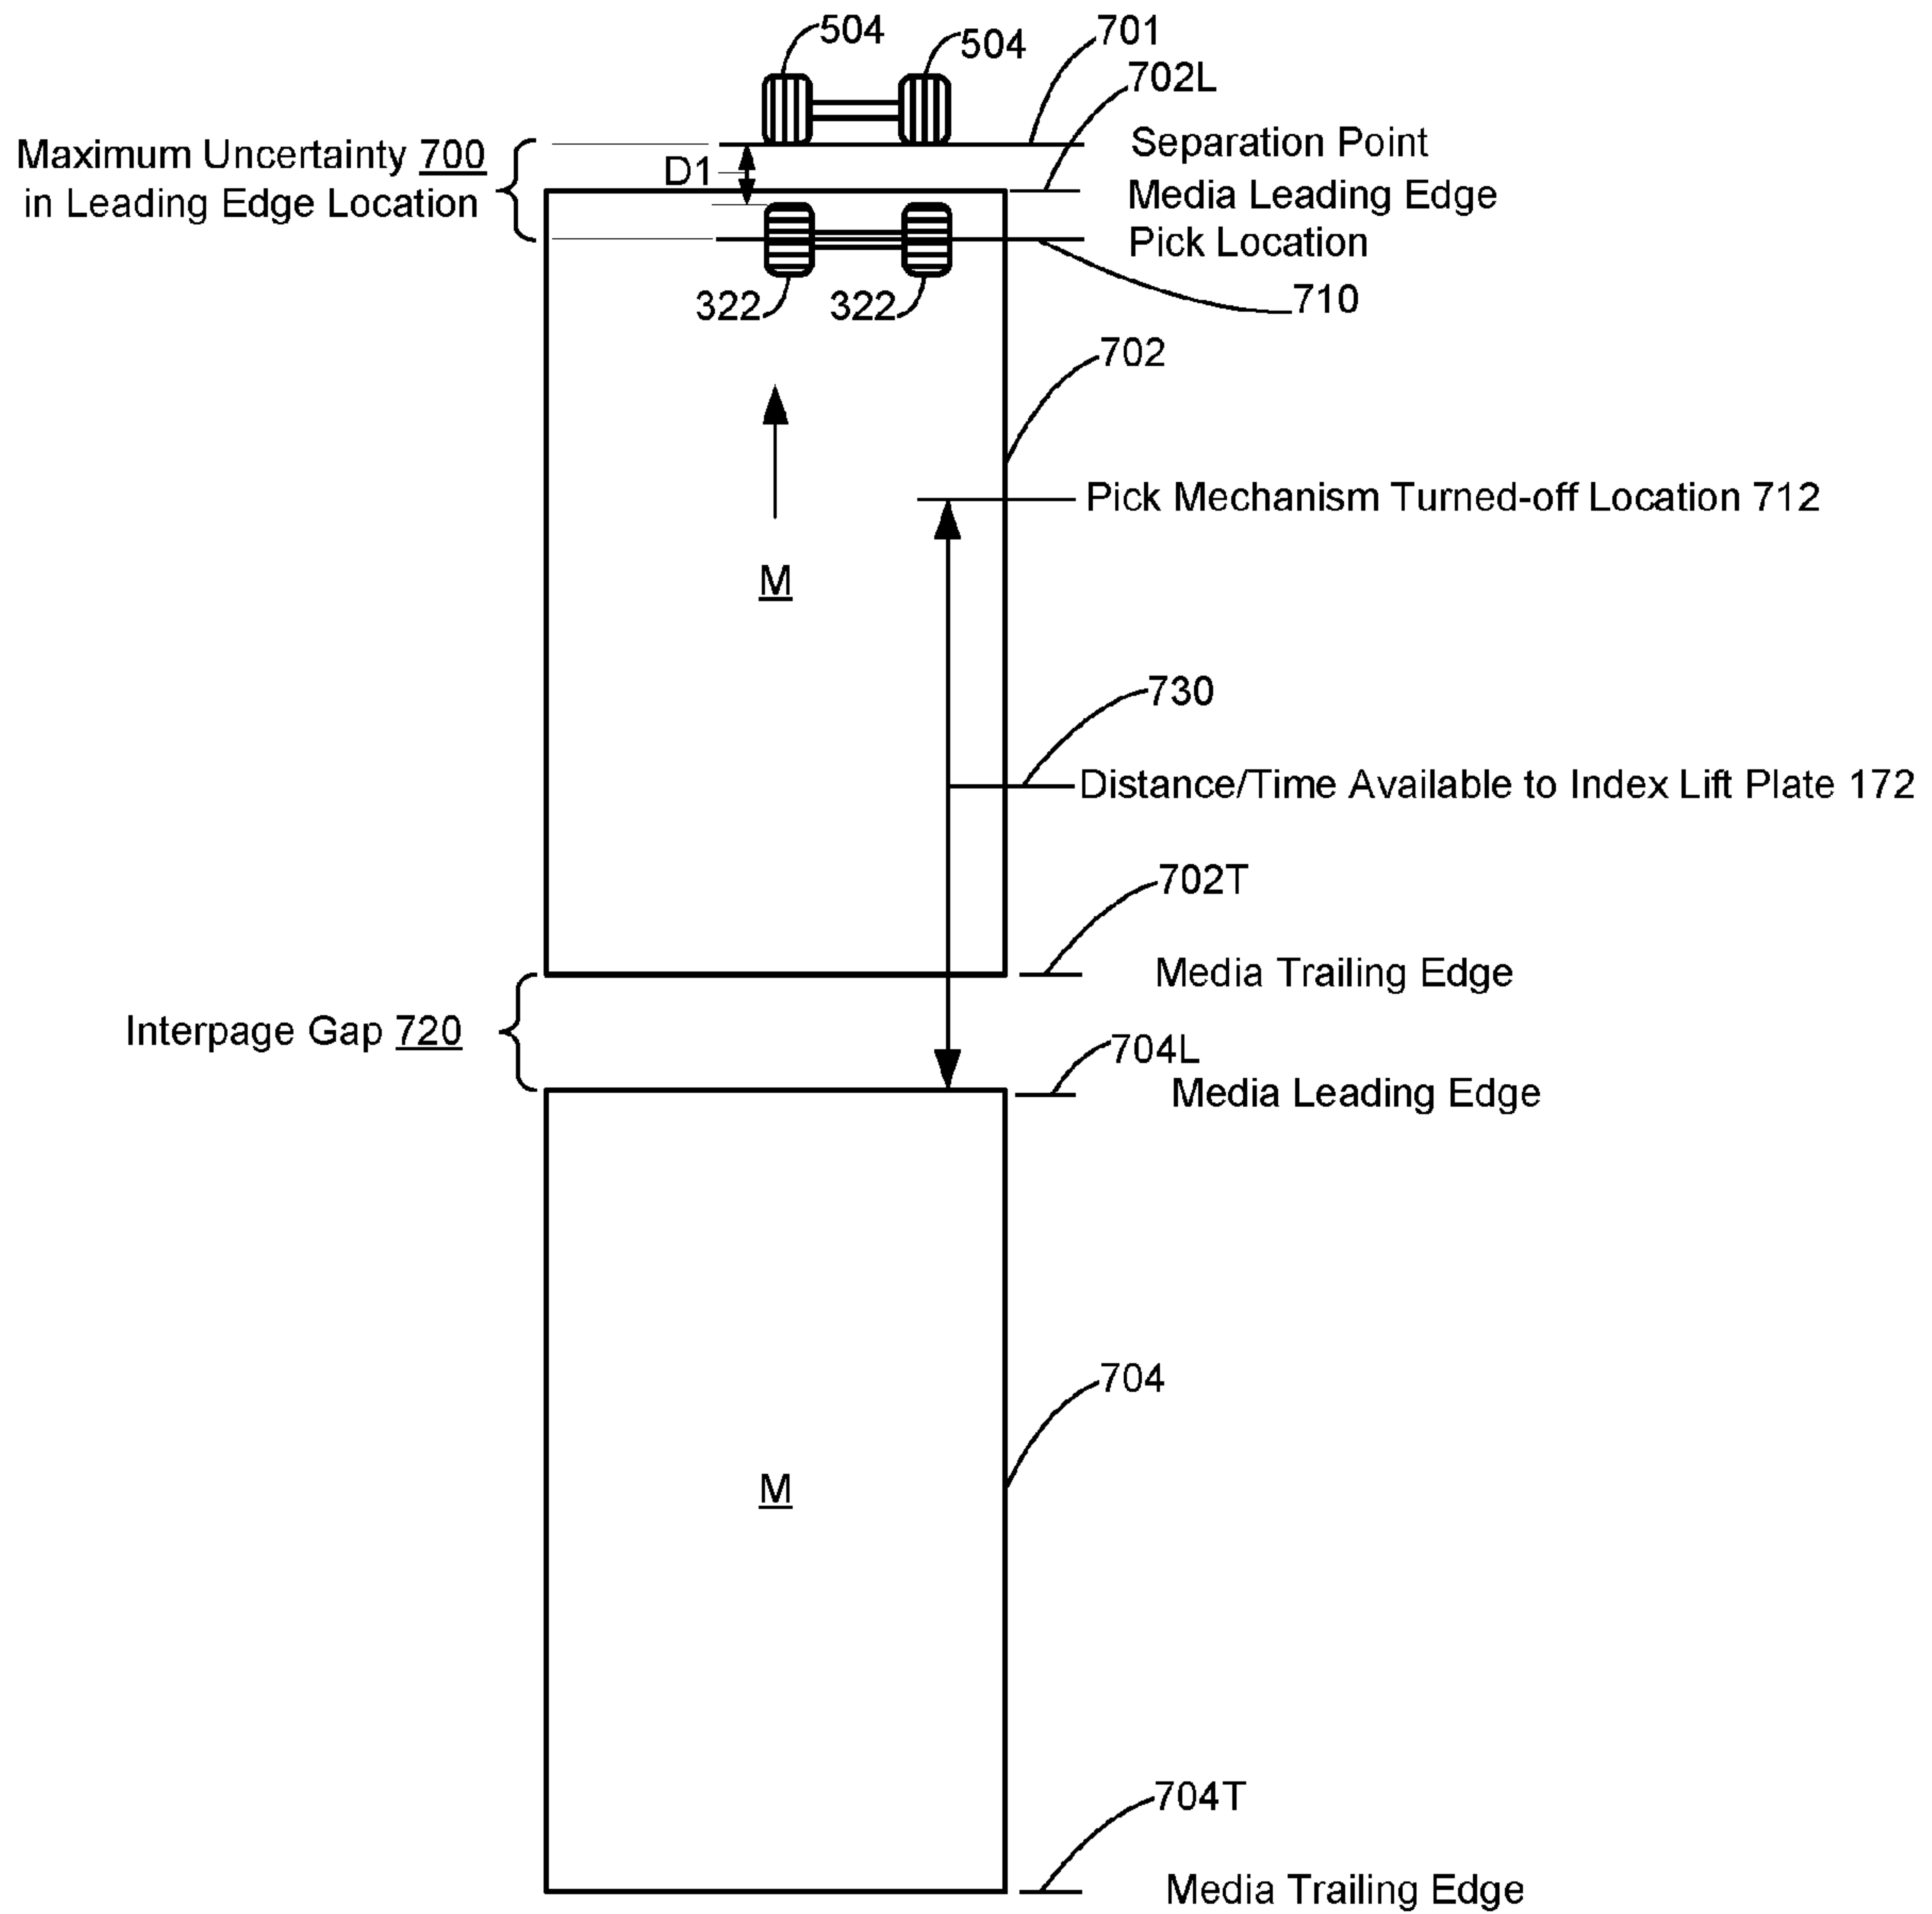 504
504
701
702L
Maximum Uncertainty 700
in Leading Edge Location
D1
Separation Point
Media Leading Edge
Pick Location
322
322
710
702
Pick Mechanism Turned-off Location 712
M
730
Distance/Time Available to Index Lift Plate 172
702T
Media Trailing Edge
Interpage Gap 720
704L
Media Leading Edge
704
M
704T
Media Trailing Edge